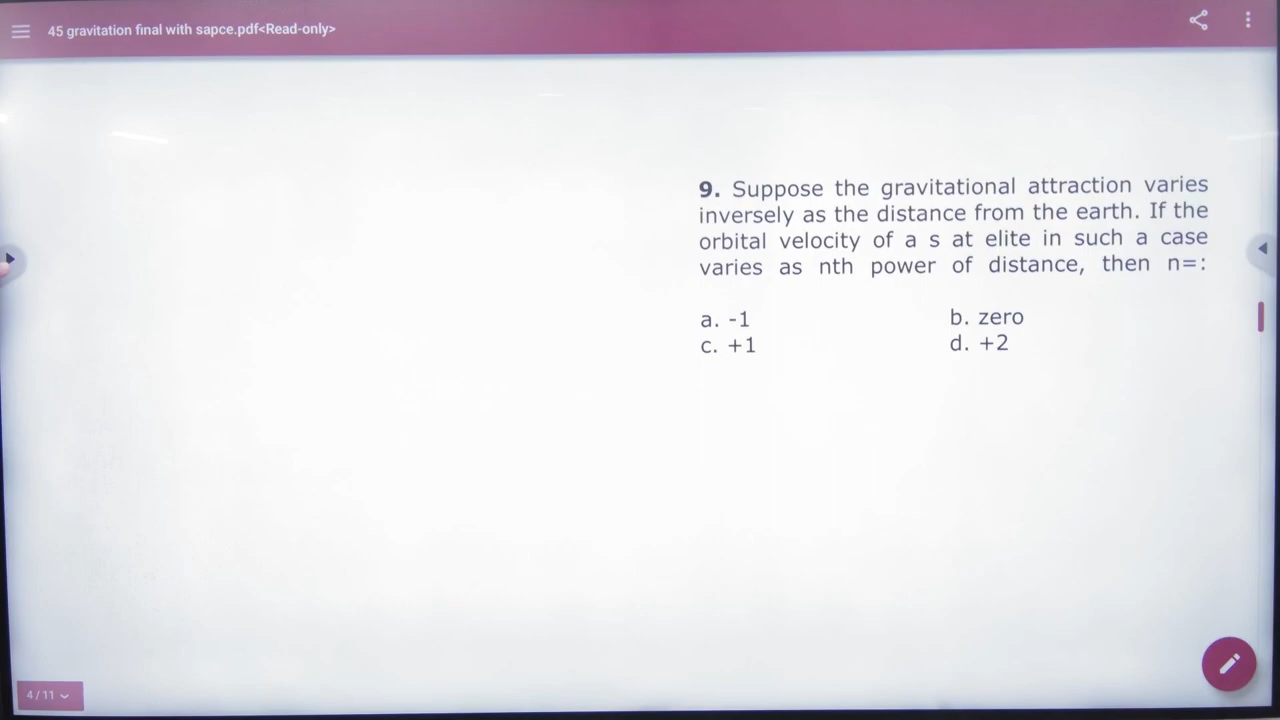 45 gravitation final with sapce.pdf<Read-only>
9. Suppose the gravitational attraction varies
inversely as the distance from the earth. If the
orbital velocity of a s at elite in such a case
varies as nth power of distance, then n=:
a. -1
b. zero
c. +1
d. +2
4 / 11